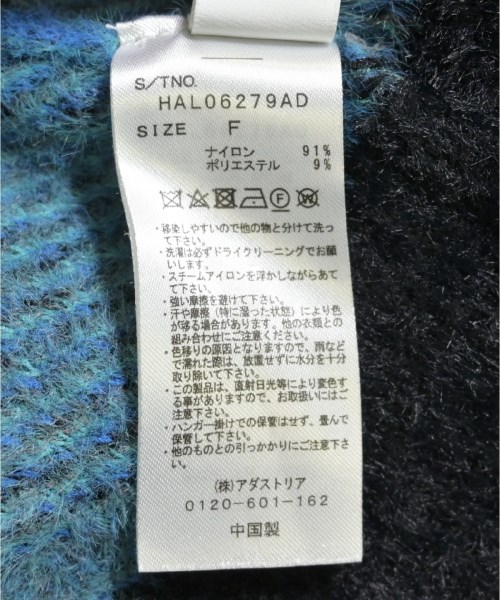 S/TNO.
HAL06279AD
SIZE F
ナイロン 91%
ポリエステル 9%
・移染しやすいので他の物と分けて洗っ
て下さい。
・洗濯は必ずドライクリーニングでお願
いします。
・スチームアイロンを浮かしながらあて
て下さい。
・強い摩擦を避けて下さい。
・汗や摩擦(特に湿った状態)により色
が移る場合があります。他の衣類との
組み合わせにご注意下さい。
・色移りの原因となりますので、雨など
で濡れた際は、放置せずに水分を十分
取り除いて下さい。
・この製品は、直射日光等により変色す
る事がありますので、お取扱いにはご
注意下さい。
・ハンガー掛けでの保管はせず、畳んで
保管して下さい。
・他のものとの引っかかりにご注意下さ
い。
(株)アダストリア
0120-601-162
中国製